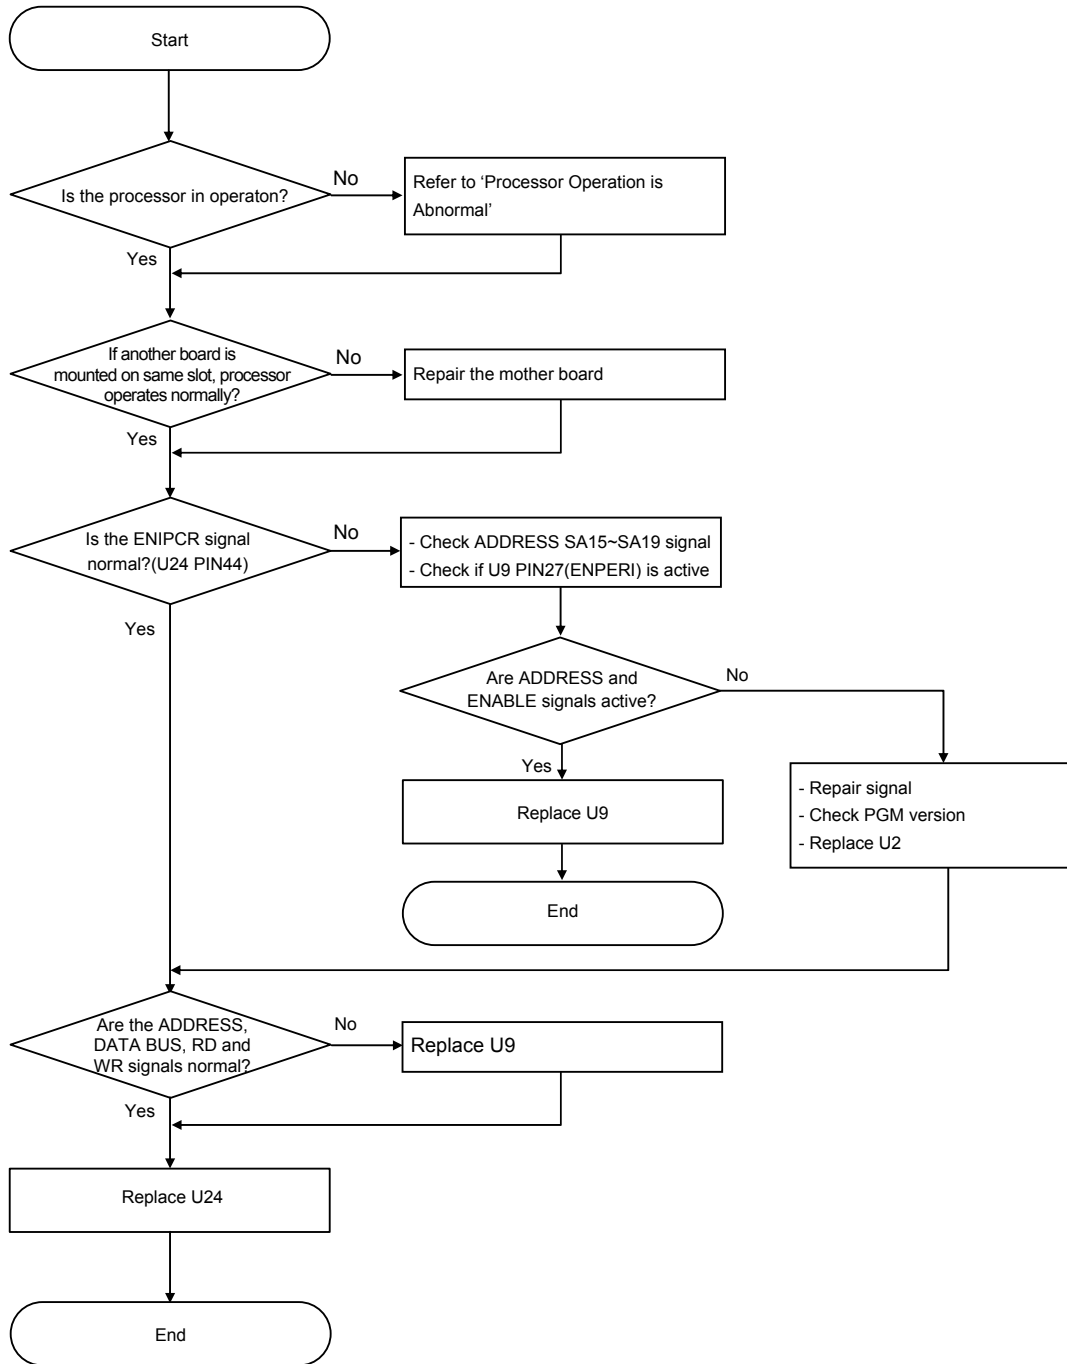 Start
Is the processor in operaton?
No
Refer to ‘Processor Operation is
Abnormal’
Yes
If another board is
mounted on same slot, processor
operates normally?
No
Repair the mother board
Yes
Is the ENIPCR signal
normal?(U24 PIN44)
No
- Check ADDRESS SA15~SA19 signal
- Check if U9 PIN27(ENPERI) is active
Yes
Are ADDRESS and
ENABLE signals active?
No
Yes
Replace U9
- Repair signal
- Check PGM version
- Replace U2
End
Are the ADDRESS,
DATA BUS, RD and
WR signals normal?
No
Replace U9
Yes
Replace U24
End